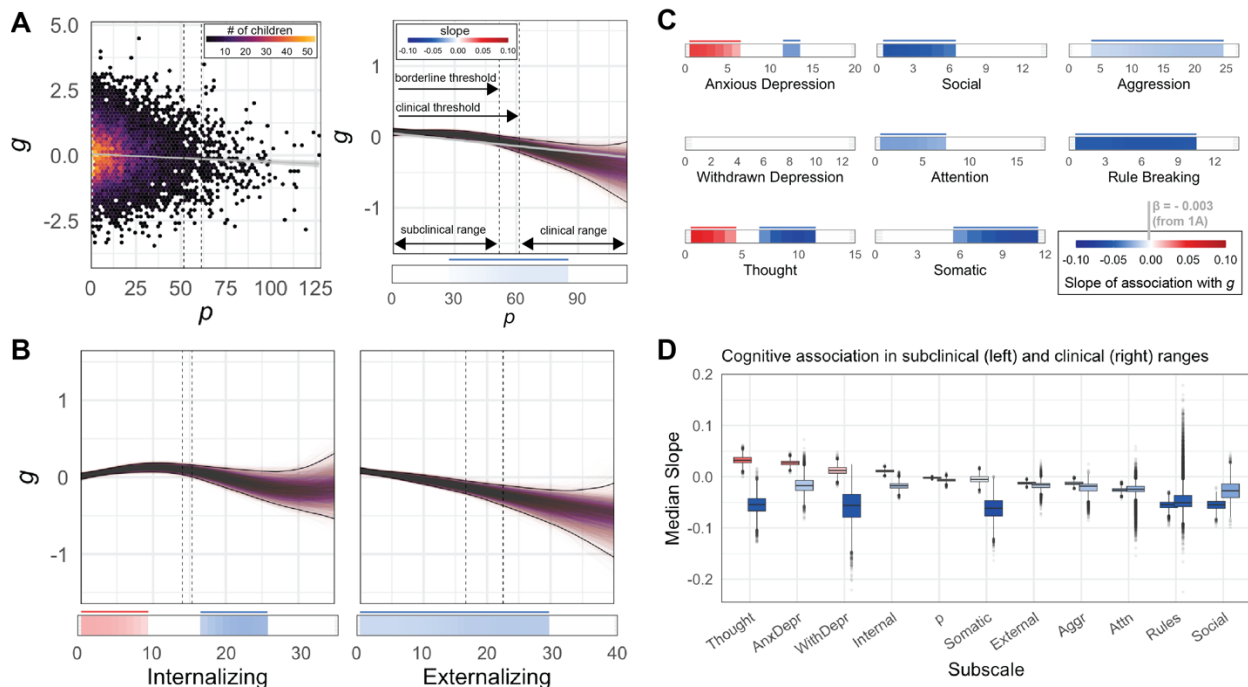 A
# of children
10 20 30 40 50
5.0
2.5
0.0
-2.5
g
0 25 50 75 100 125
p
slope
-0.10 -0.05 0.00 0.05 0.10
borderline threshold
clinical threshold
1
0
-1
g
subclinical range
clinical range
0 30 60 90
p
B
1
0
-1
g
0 10 20 30
Internalizing
0 10 20 30 40
Externalizing
C
0 5 10 15 20
Anxious Depression
0 3 6 9 12
Social
0 5 10 15 20 25
Aggression
0 2 4 6 8 10 12
Withdrawn Depression
0 5 10 15
Attention
0 5 10
Rule Breaking
0 5 10 15
Thought
0 3 6 9 12
Somatic
β = - 0.003
(from 1A)
-0.10 -0.05 0.00 0.05 0.10
Slope of association with g
D
Cognitive association in subclinical (left) and clinical (right) ranges
0.2
0.1
0.0
-0.1
-0.2
Median Slope
Thought AnxDepr WithDepr Internal p Somatic External Aggr Attn Rules Social
Subscale